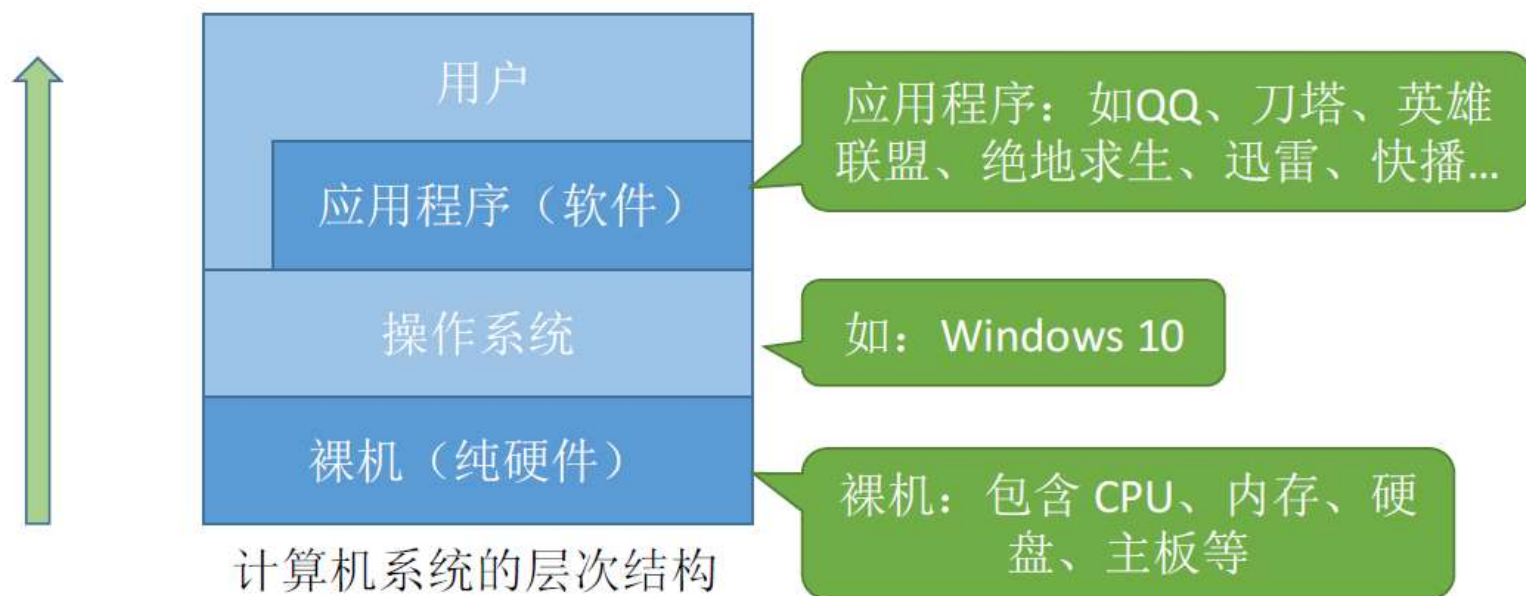 用户
应用程序（软件）
操作系统
裸机（纯硬件）
计算机系统的层次结构
应用程序：如QQ、刀塔、英雄
联盟、绝地求生、迅雷、快播...
如：Windows 10
裸机：包含 CPU、内存、硬
盘、主板等